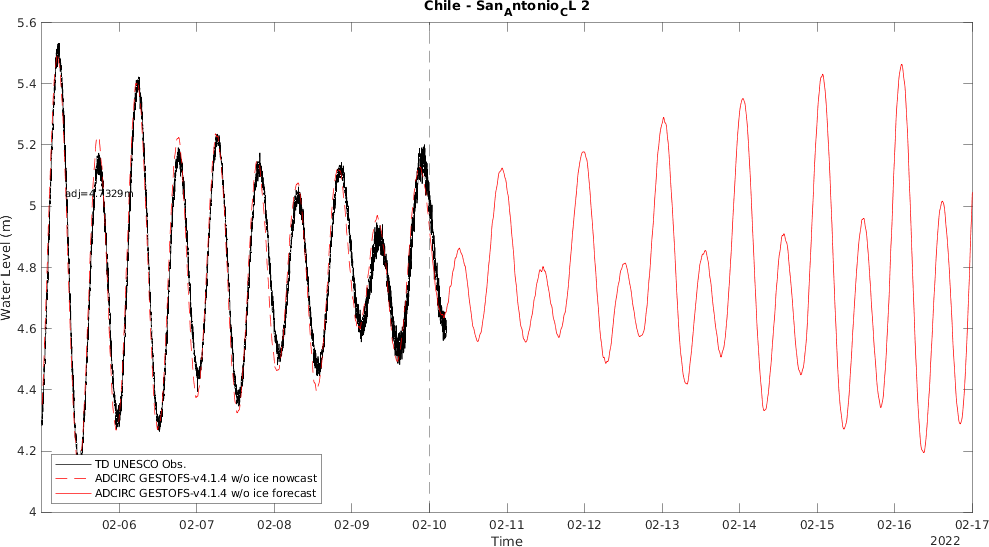 Chile - SanAntonioCL 2
5.6
5.4
5.2
5
4.8
4.6
4.4
4.2
4
Water Level (m)
adj=4.7329m
TD UNESCO Obs.
ADCIRC GESTOFS-v4.1.4 w/o ice nowcast
ADCIRC GESTOFS-v4.1.4 w/o ice forecast
02-06 02-07 02-08 02-09 02-10 02-11 02-12 02-13 02-14 02-15 02-16 02-17
Time
2022